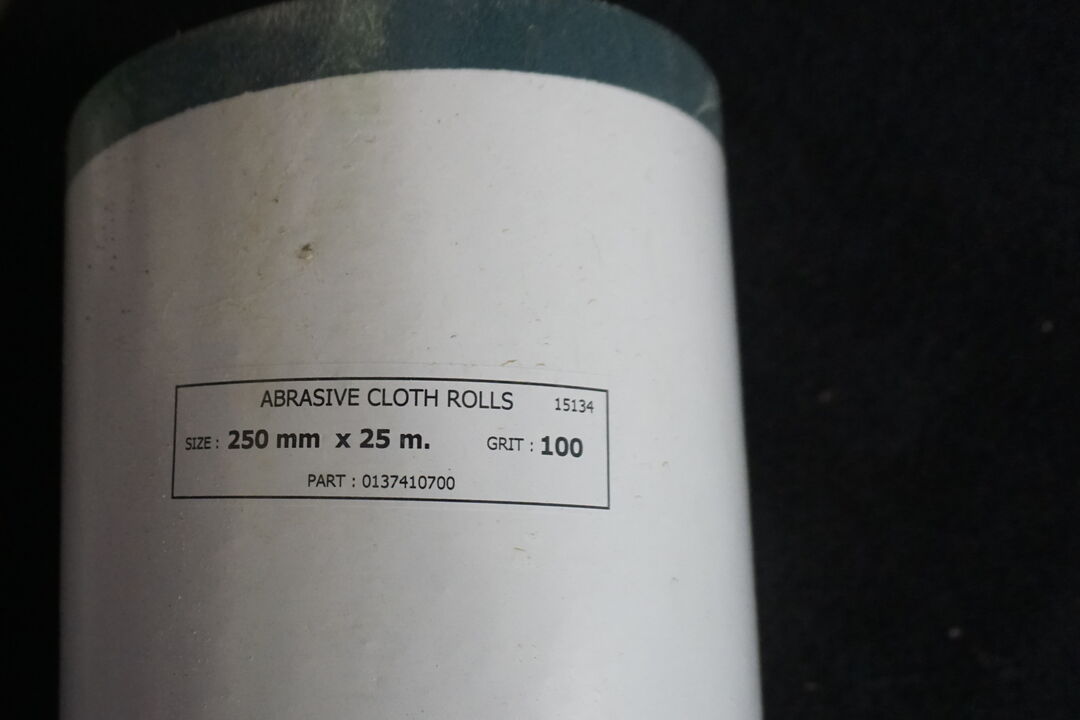 ABRASIVE CLOTH ROLLS 15134
SIZE : 250 mm x 25 m. GRIT : 100
PART : 0137410700